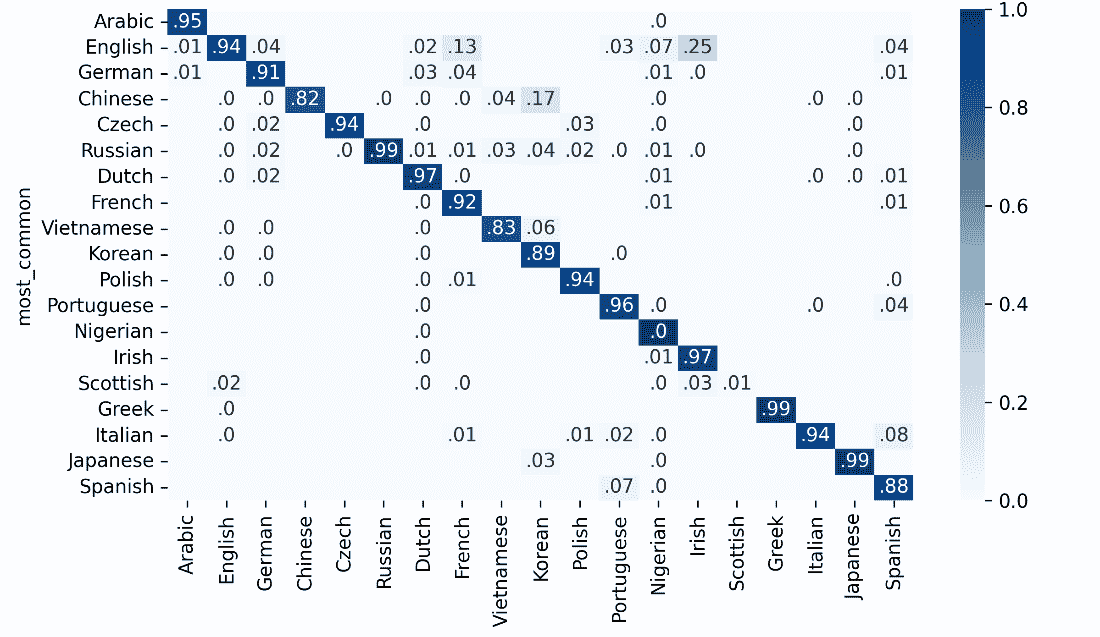 Arabic .95 .0 1.0
English .01 .94 .04 .02 .13 .03 .07 .25 .04
German .01 .91 .03 .04 .01 .0 .01
Chinese .0 .0 .82 .0 .0 .0 .04 .17 .0 .0 .0 0.8
Czech .0 .02 .94 .0 .03 .0 .0
Russian .0 .02 .0 .99 .01 .01 .03 .04 .02 .0 .01 .0 .0
Dutch .0 .02 .97 .0 .01 .0 .0 .01
French .0 .92 .01 .01 0.6
Vietnamese .0 .0 .0 .83 .06
Korean .0 .0 .0 .89 .0
most_common
Polish .0 .0 .0 .01 .94 .0
Portuguese .0 .96 .0 .0 .04 0.4
Nigerian .0 .0
Irish .0 .01 .97
Scottish .02 .0 .0 .0 .03 .01
Greek .0 .99 0.2
Italian .0 .01 .01 .02 .0 .94 .08
Japanese .03 .0 .99
Spanish .07 .0 .88 0.0
Arabic English German Chinese Czech Russian Dutch French Vietnamese Korean Polish Portuguese Nigerian Irish Scottish Greek Italian Japanese Spanish